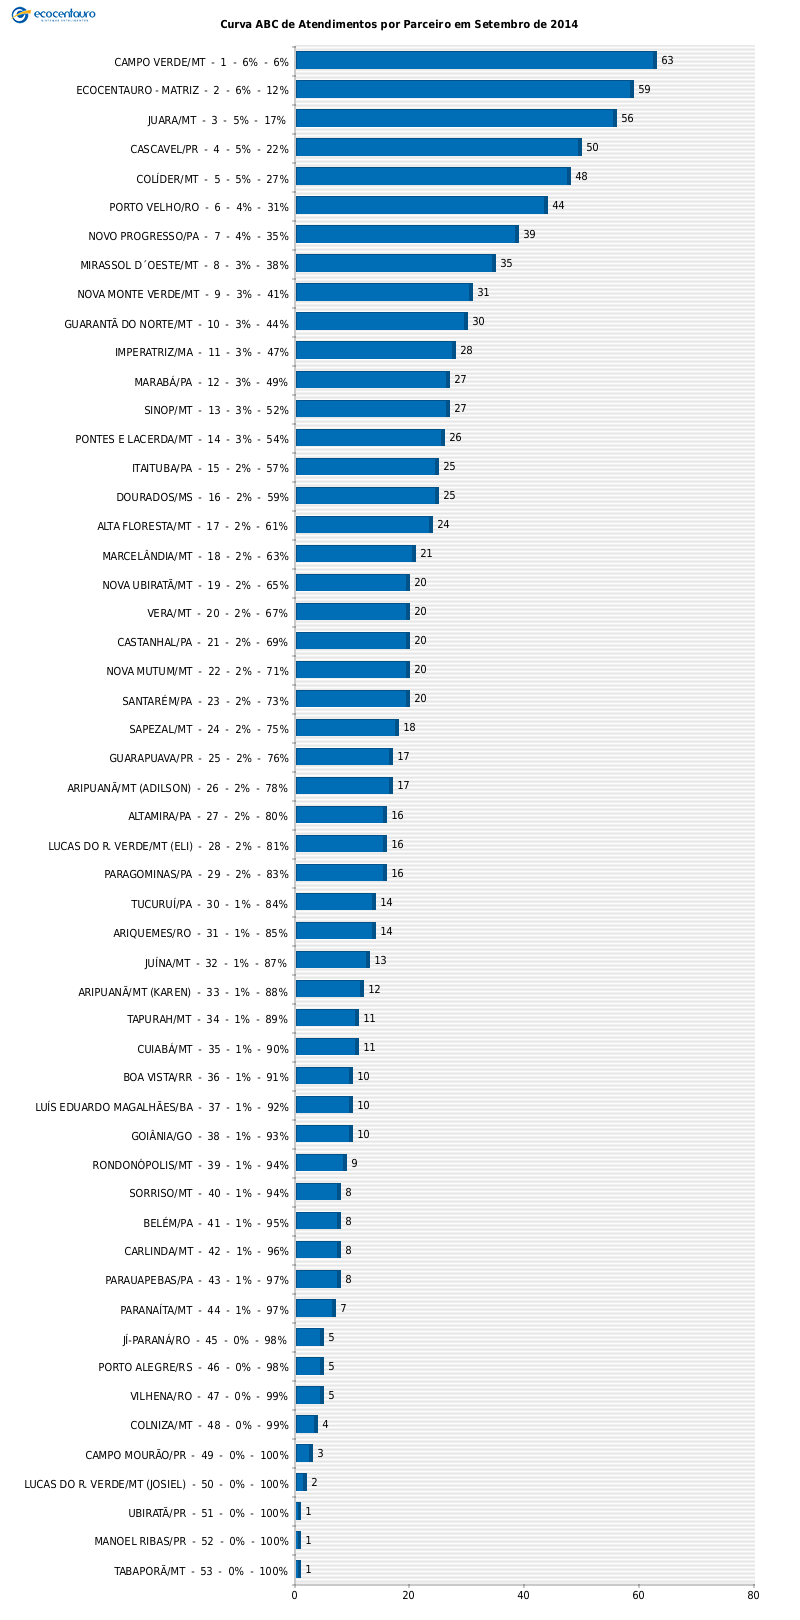 ecocentauro
Curva ABC de Atendimentos por Parceiro em Setembro de 2014
CAMPO VERDE/MT - 1 - 6% - 6% 63
ECOCENTAURO - MATRIZ - 2 - 6% - 12% 59
JUARA/MT - 3 - 5% - 17% 56
CASCAVEL/PR - 4 - 5% - 22% 50
COLÍDER/MT - 5 - 5% - 27% 48
PORTO VELHO/RO - 6 - 4% - 31% 44
NOVO PROGRESSO/PA - 7 - 4% - 35% 39
MIRASSOL D´OESTE/MT - 8 - 3% - 38% 35
NOVA MONTE VERDE/MT - 9 - 3% - 41% 31
GUARANTÃ DO NORTE/MT - 10 - 3% - 44% 30
IMPERATRIZ/MA - 11 - 3% - 47% 28
MARABÁ/PA - 12 - 3% - 49% 27
SINOP/MT - 13 - 3% - 52% 27
PONTES E LACERDA/MT - 14 - 3% - 54% 26
ITAITUBA/PA - 15 - 2% - 57% 25
DOURADOS/MS - 16 - 2% - 59% 25
ALTA FLORESTA/MT - 17 - 2% - 61% 24
MARCELÂNDIA/MT - 18 - 2% - 63% 21
NOVA UBIRATÃ/MT - 19 - 2% - 65% 20
VERA/MT - 20 - 2% - 67% 20
CASTANHAL/PA - 21 - 2% - 69% 20
NOVA MUTUM/MT - 22 - 2% - 71% 20
SANTARÉM/PA - 23 - 2% - 73% 20
SAPEZAL/MT - 24 - 2% - 75% 18
GUARAPUAVA/PR - 25 - 2% - 76% 17
ARIPUANÃ/MT (ADILSON) - 26 - 2% - 78% 17
ALTAMIRA/PA - 27 - 2% - 80% 16
LUCAS DO R. VERDE/MT (ELI) - 28 - 2% - 81% 16
PARAGOMINAS/PA - 29 - 2% - 83% 16
TUCURUÍ/PA - 30 - 1% - 84% 14
ARIQUEMES/RO - 31 - 1% - 85% 14
JUÍNA/MT - 32 - 1% - 87% 13
ARIPUANÃ/MT (KAREN) - 33 - 1% - 88% 12
TAPURAH/MT - 34 - 1% - 89% 11
CUIABÁ/MT - 35 - 1% - 90% 11
BOA VISTA/RR - 36 - 1% - 91% 10
LUÍS EDUARDO MAGALHÃES/BA - 37 - 1% - 92% 10
GOIÂNIA/GO - 38 - 1% - 93% 10
RONDONÓPOLIS/MT - 39 - 1% - 94% 9
SORRISO/MT - 40 - 1% - 94% 8
BELÉM/PA - 41 - 1% - 95% 8
CARLINDA/MT - 42 - 1% - 96% 8
PARAUAPEBAS/PA - 43 - 1% - 97% 8
PARANAÍTA/MT - 44 - 1% - 97% 7
JÍ-PARANÁ/RO - 45 - 0% - 98% 5
PORTO ALEGRE/RS - 46 - 0% - 98% 5
VILHENA/RO - 47 - 0% - 99% 5
COLNIZA/MT - 48 - 0% - 99% 4
CAMPO MOURÃO/PR - 49 - 0% - 100% 3
LUCAS DO R. VERDE/MT (JOSIEL) - 50 - 0% - 100% 2
UBIRATÃ/PR - 51 - 0% - 100% 1
MANOEL RIBAS/PR - 52 - 0% - 100% 1
TABAPORÃ/MT - 53 - 0% - 100% 1
0 20 40 60 80